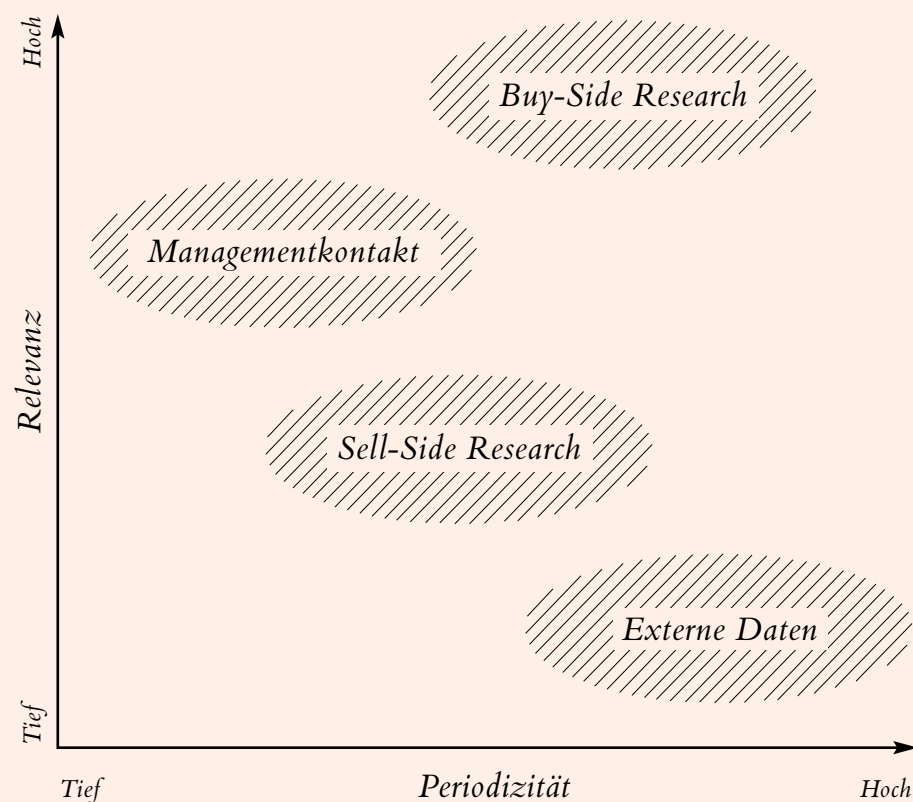 Hoch
Buy-Side Research
Managementkontakt
Relevanz
Sell-Side Research
Externe Daten
Tief
Tief
Periodizität
Hoch